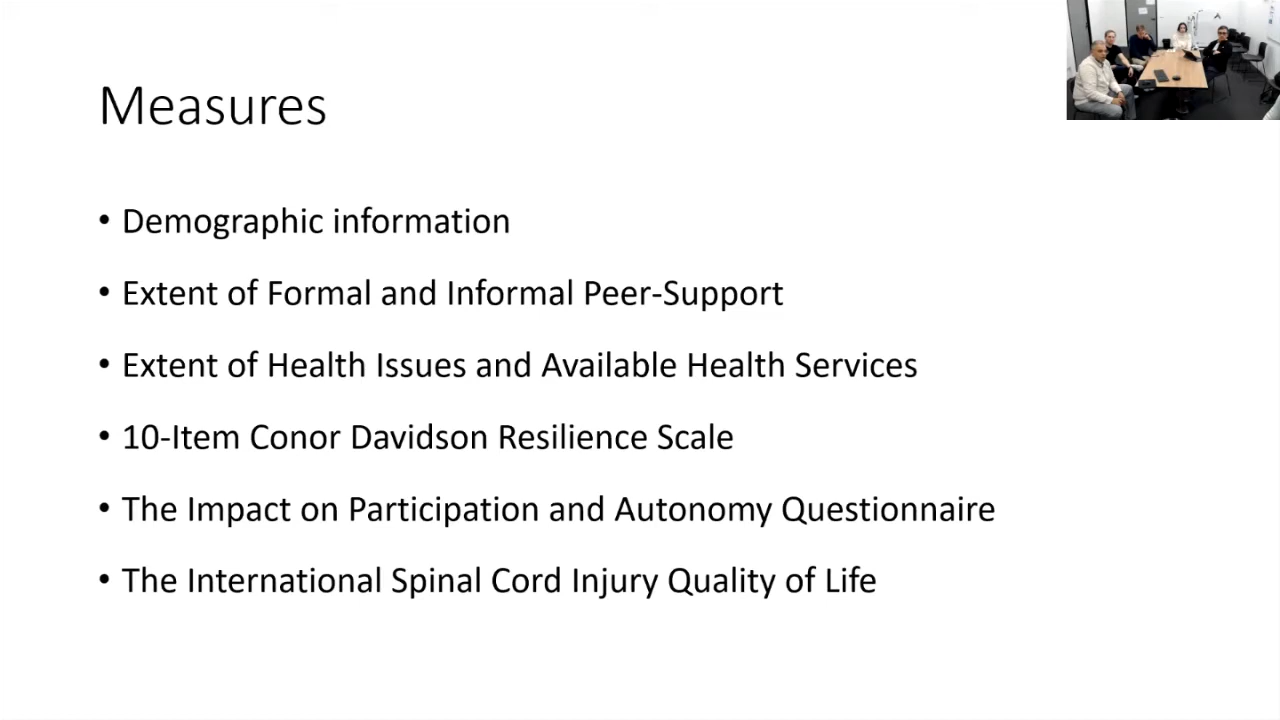 Measures
• Demographic information
• Extent of Formal and Informal Peer-Support
• Extent of Health Issues and Available Health Services
• 10-Item Conor Davidson Resilience Scale
• The Impact on Participation and Autonomy Questionnaire
• The International Spinal Cord Injury Quality of Life